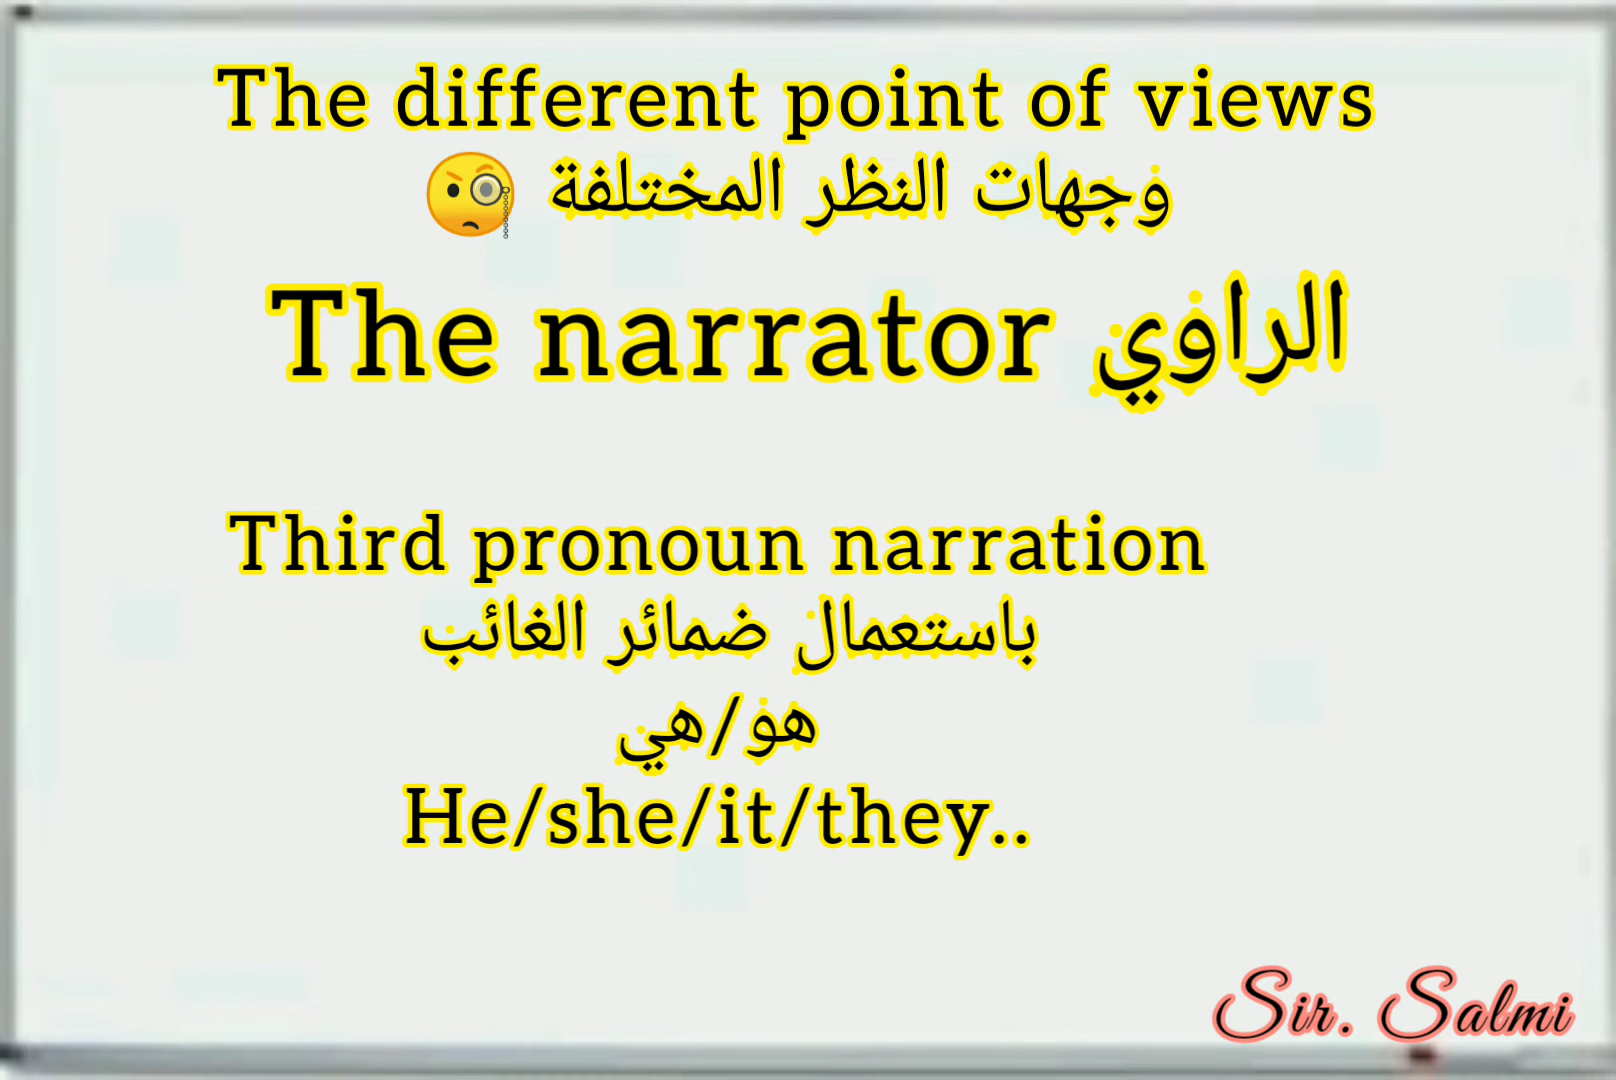 The different point of views
وجهات النظر المختلفة 🧐
The narrator الراوي
Third pronoun narration
باستعمال ضمائر الغائب
هو/هي
He/she/it/they..
Sir. Salmi